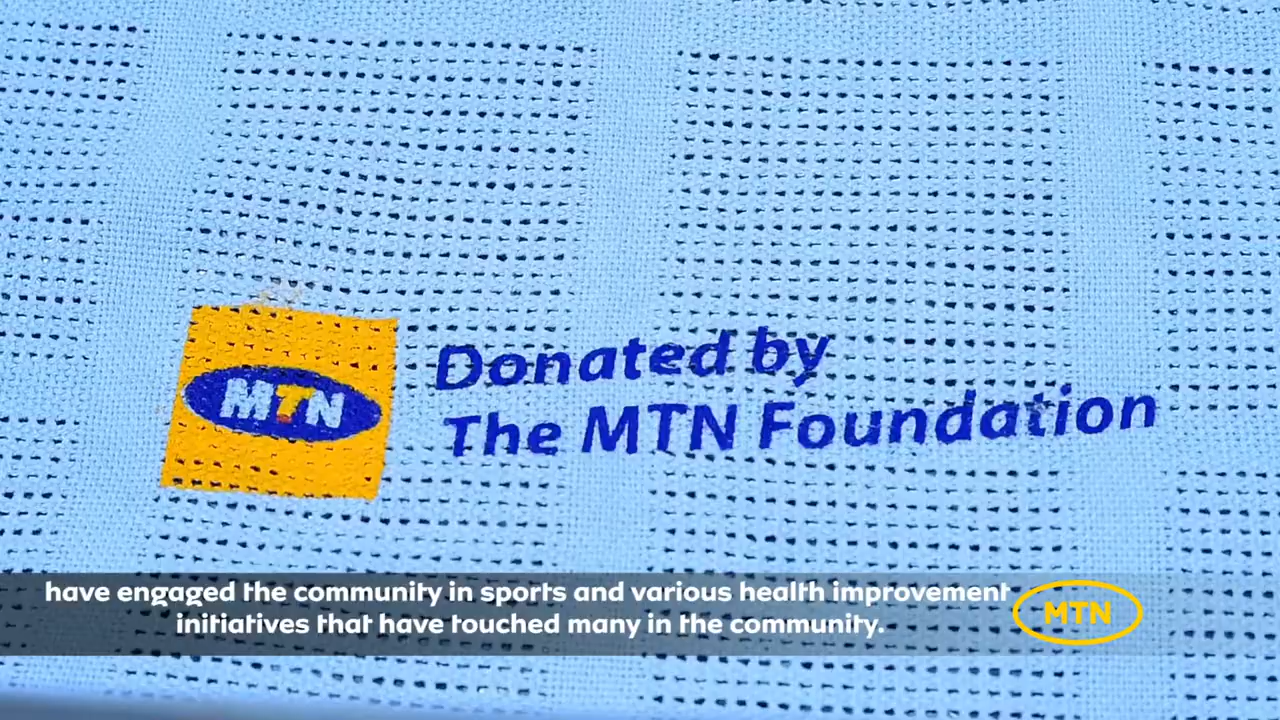 MTN
Donated by
The MTN Foundation
have engaged the community in sports and various health improvement
initiatives that have touched many in the community.
MTN